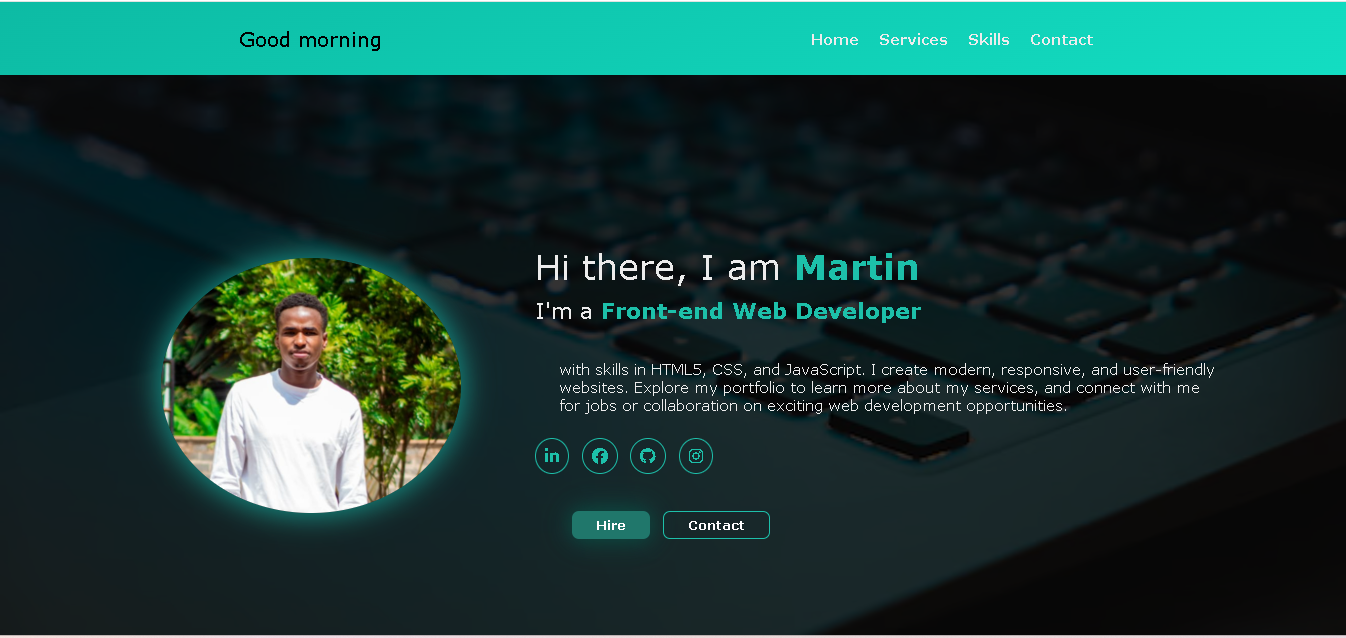 Good morning
Home Services Skills Contact
Hi there, I am Martin
I'm a Front-end Web Developer
with skills in HTML5, CSS, and JavaScript. I create modern, responsive, and user-friendly
websites. Explore my portfolio to learn more about my services, and connect with me
for jobs or collaboration on exciting web development opportunities.
in
Hire Contact